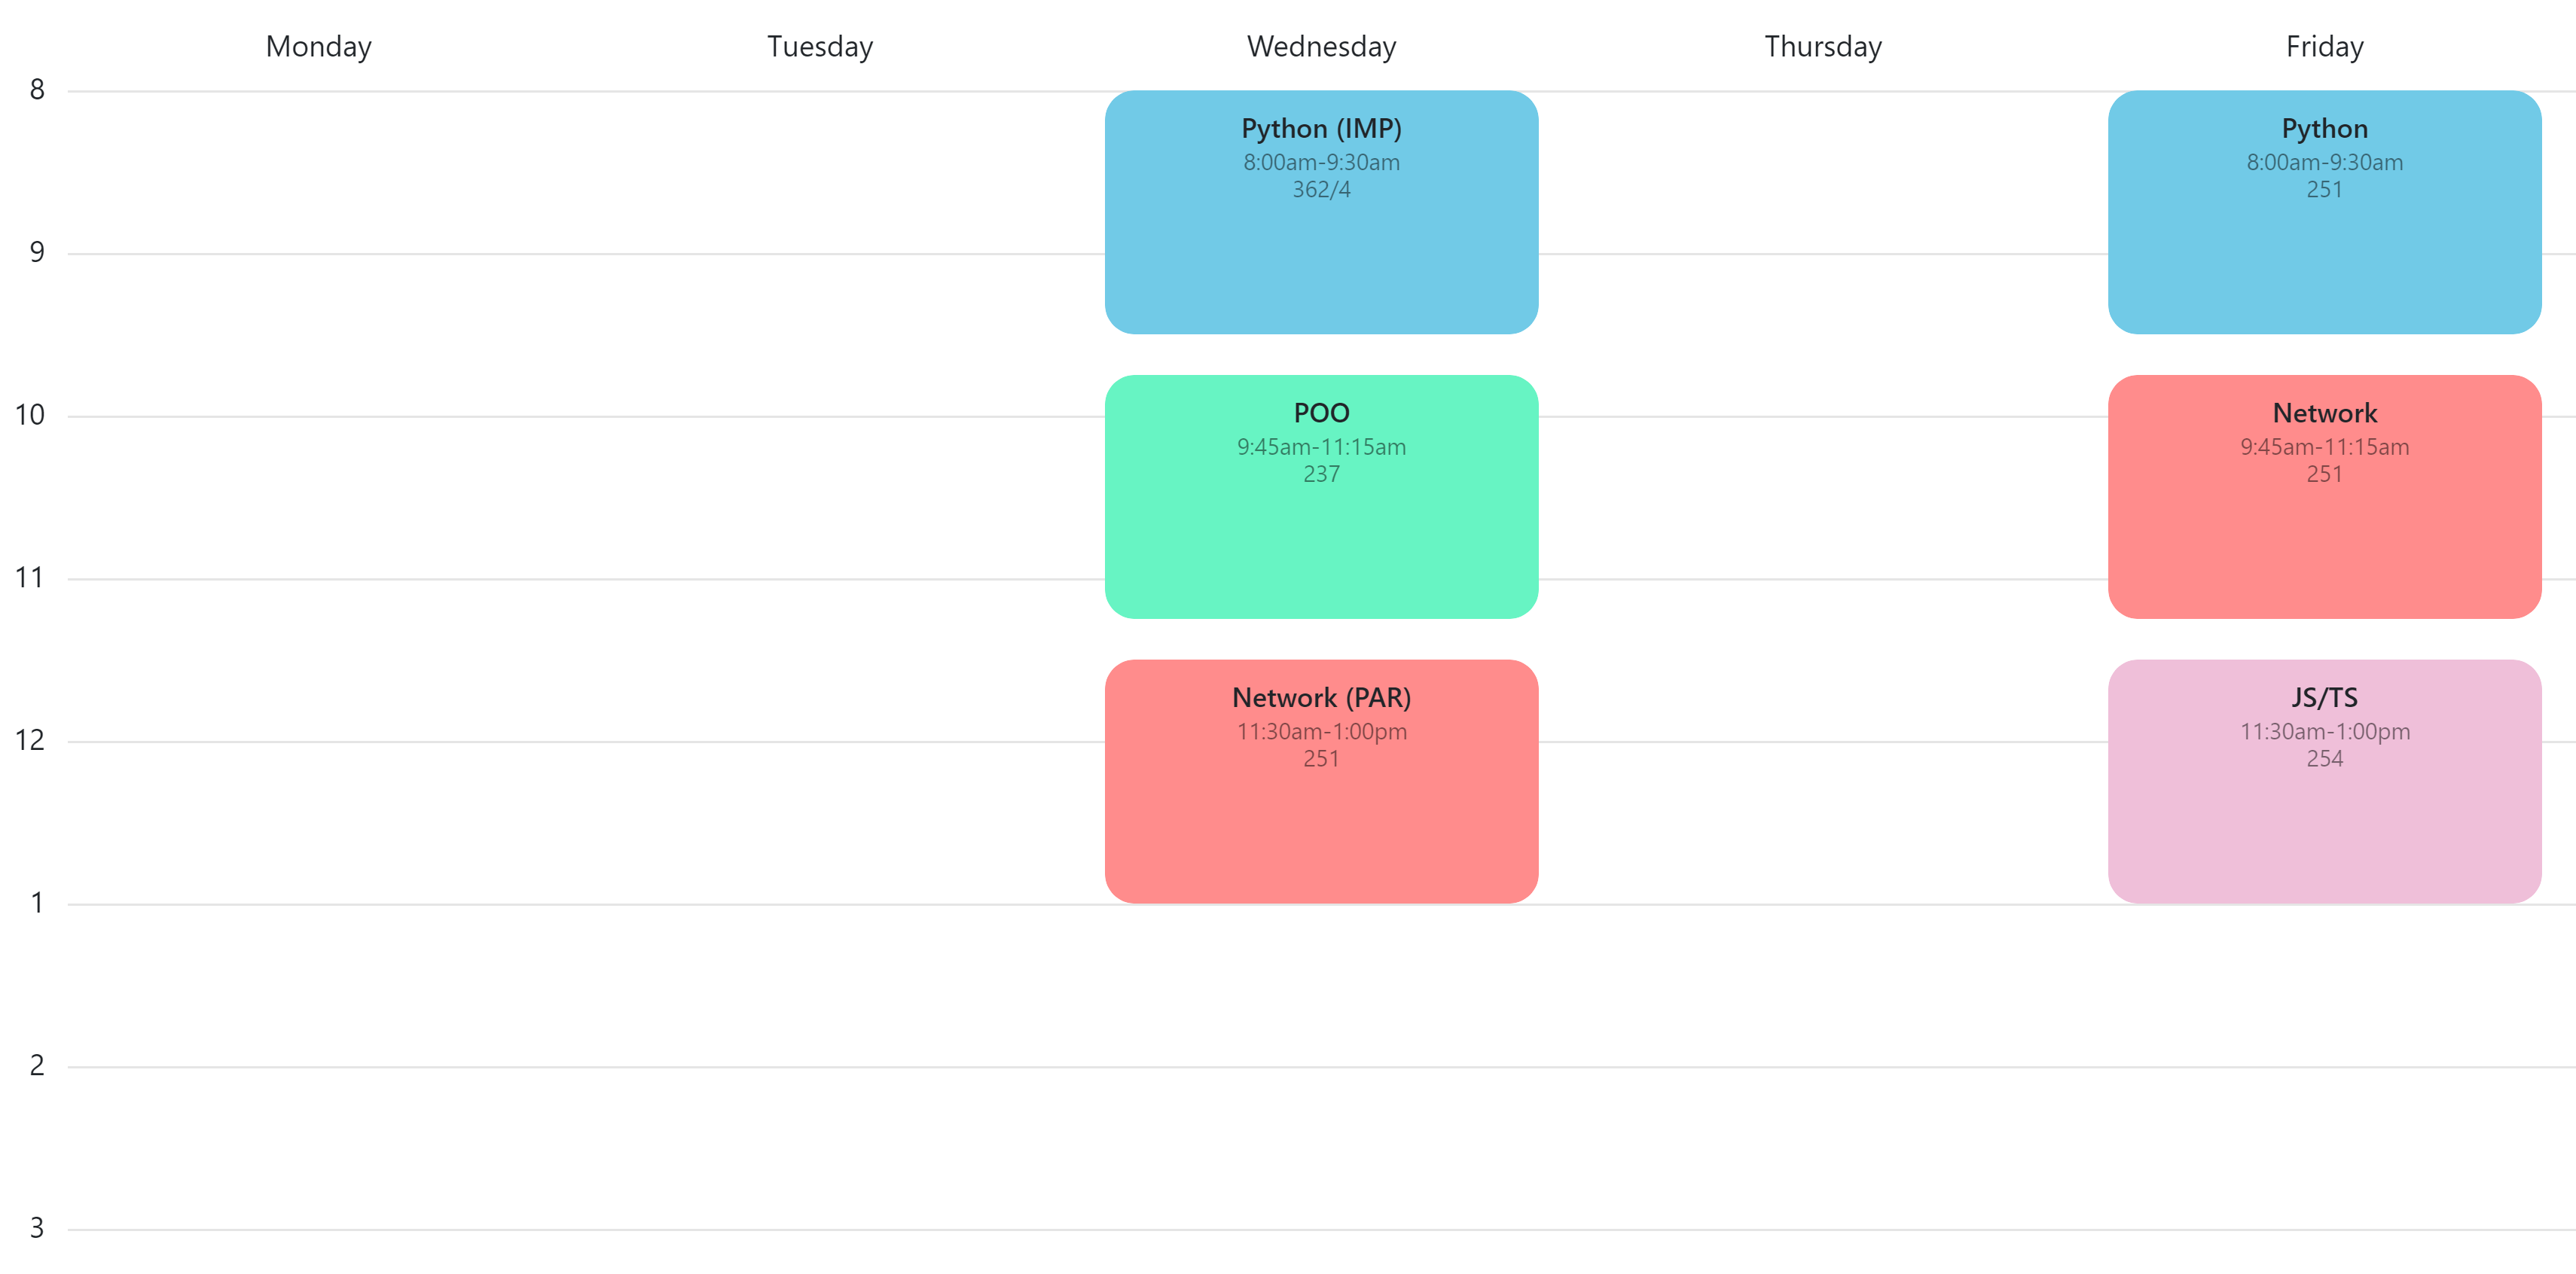 Monday Tuesday Wednesday Thursday Friday
8
Python (IMP)
8:00am-9:30am
362/4
Python
8:00am-9:30am
251
9
10
POO
9:45am-11:15am
237
Network
9:45am-11:15am
251
11
12
Network (PAR)
11:30am-1:00pm
251
JS/TS
11:30am-1:00pm
254
1
2
3